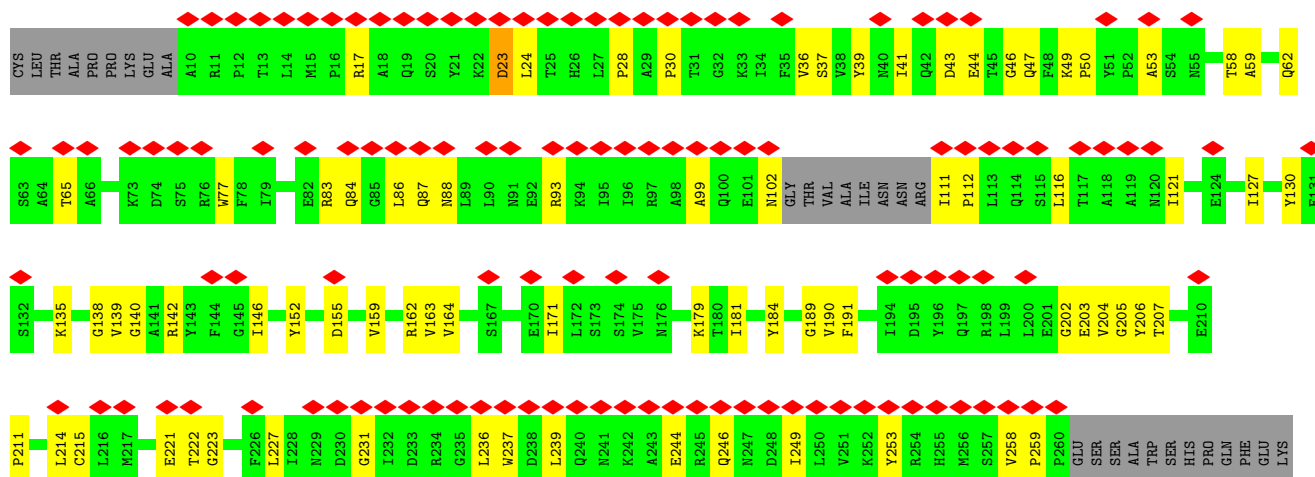 CYS LEU THR ALA PRO PRO LYS GLU ALA A10 R11 P12 T13 L14 M15 P16 R17 A18 Q19 S20 Y21 K22 D23 L24 T25 H26 L27 P28 A29 P30 T31 G32 K33 I34 F35 V36 S37 V38 Y39 N40 I41 Q42 D43 E44 T45 G46 Q47 F48 K49 P50 Y51 P52 A53 S54 N55 T58 A59 Q62
S63 A64 T65 A66 K73 D74 S75 R76 W77 F78 I79 E82 R83 Q84 G85 L86 Q87 N88 L89 L90 N91 E92 R93 K94 I95 I96 R97 A98 A99 Q100 E101 N102 GLY THR VAL ALA ILE ASN ASN ARG I111 P112 L113 Q114 S115 L116 T117 A118 A119 N120 I121 E124 I127 Y130 E131
S132 K135 G138 V139 G140 A141 R142 Y143 F144 G145 I146 Y152 D155 V159 R162 V163 V164 S167 E170 I171 L172 S173 S174 V175 N176 K179 T180 I181 Y184 G189 V190 F191 I194 D195 Y196 Q197 R198 L199 L200 E201 G202 E203 V204 G205 Y206 T207 E210
P211 L214 C215 L216 M217 E221 T222 G223 F226 L227 I228 N229 D230 G231 I232 D233 R234 G235 L236 W237 D238 L239 Q240 N241 K242 A243 E244 R245 Q246 N247 D248 I249 L250 V251 K252 Y253 R254 H255 M256 S257 V258 P259 P260 GLU SER SER ALA TRP SER HIS PRO GLN PHE GLU LYS